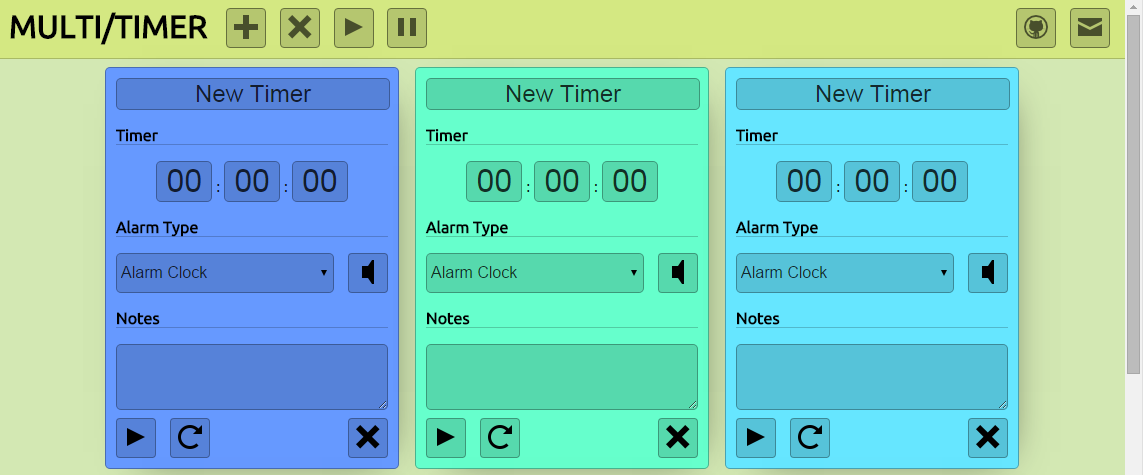 MULTI/TIMER
New Timer
Timer
00 : 00 : 00
Alarm Type
Alarm Clock
Notes
New Timer
Timer
00 : 00 : 00
Alarm Type
Alarm Clock
Notes
New Timer
Timer
00 : 00 : 00
Alarm Type
Alarm Clock
Notes